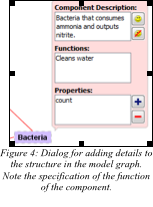 Component Description:
Bacteria that consumes
ammonia and outputs
nitrite.
Functions:
Cleans water
Properties:
count
Bacteria
Figure 4: Dialog for adding details to
the structure in the model graph.
Note the specification of the function
of the component.